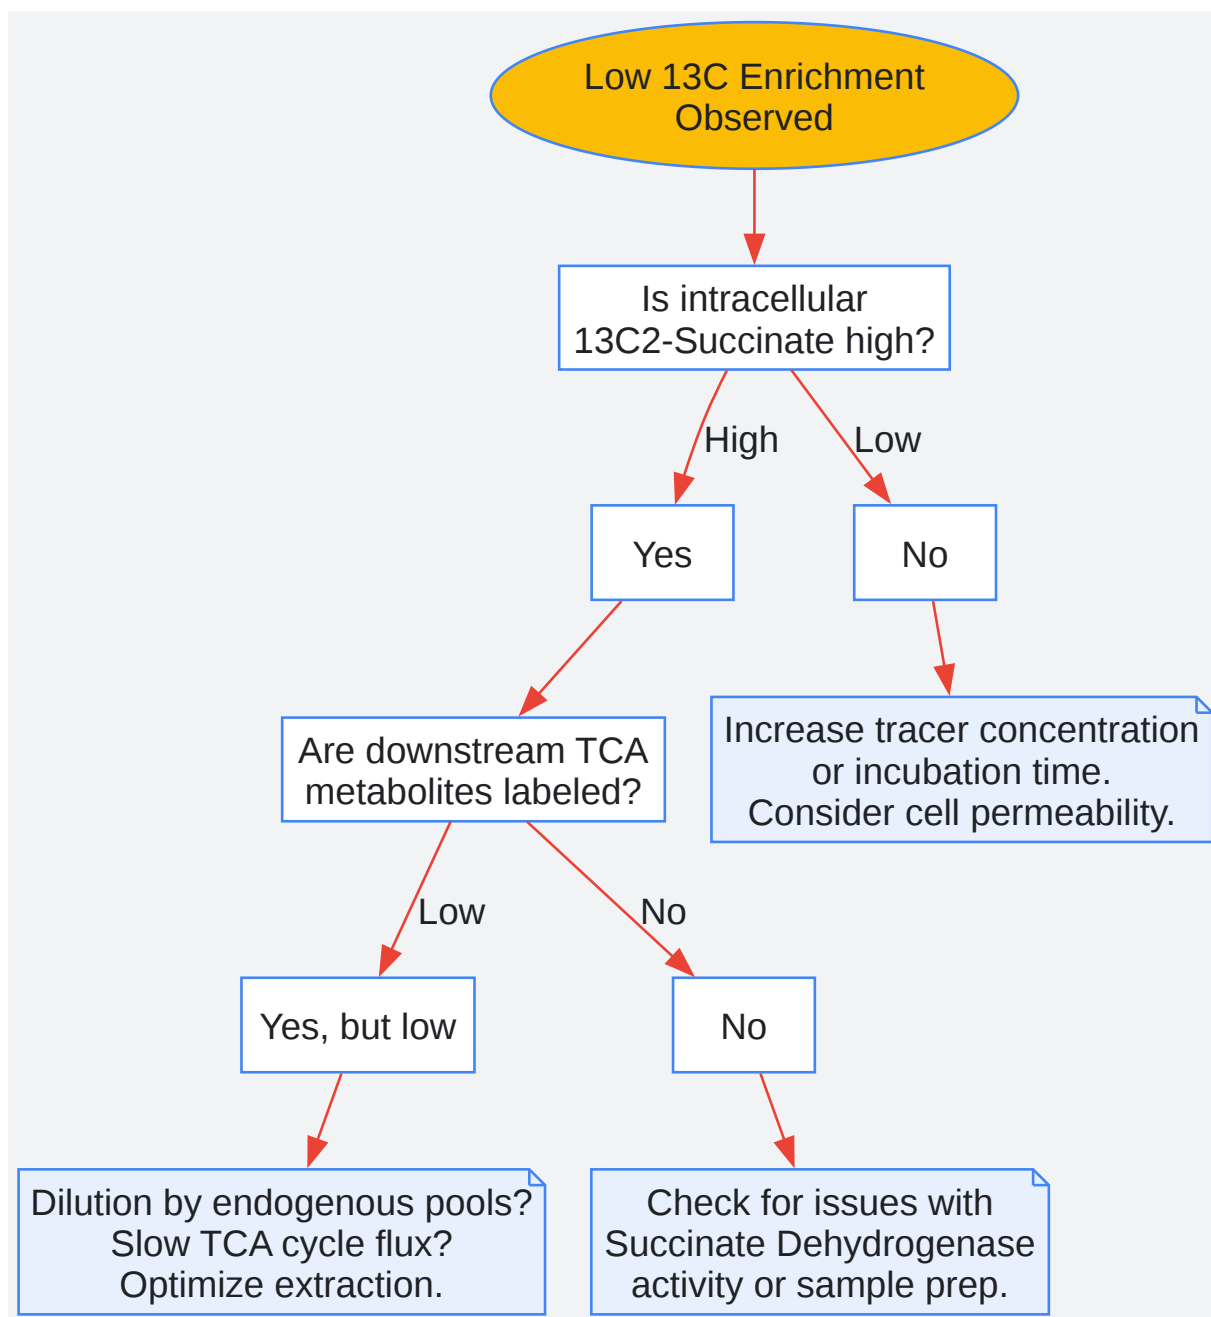 Low 13C Enrichment
Observed
Is intracellular
13C2-Succinate high?
High
Low
Yes
No
Are downstream TCA
metabolites labeled?
Increase tracer concentration
or incubation time.
Consider cell permeability.
Low
No
Yes, but low
No
Dilution by endogenous pools?
Slow TCA cycle flux?
Optimize extraction.
Check for issues with
Succinate Dehydrogenase
activity or sample prep.